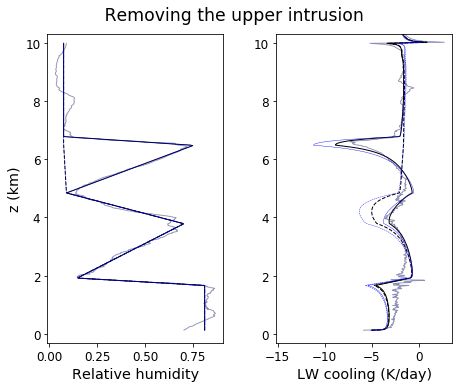 Removing the upper intrusion
10
8
6
4
2
0
z (km)
0.00 0.25 0.50 0.75
Relative humidity
10
8
6
4
2
0
−15 −10 −5 0
LW cooling (K/day)